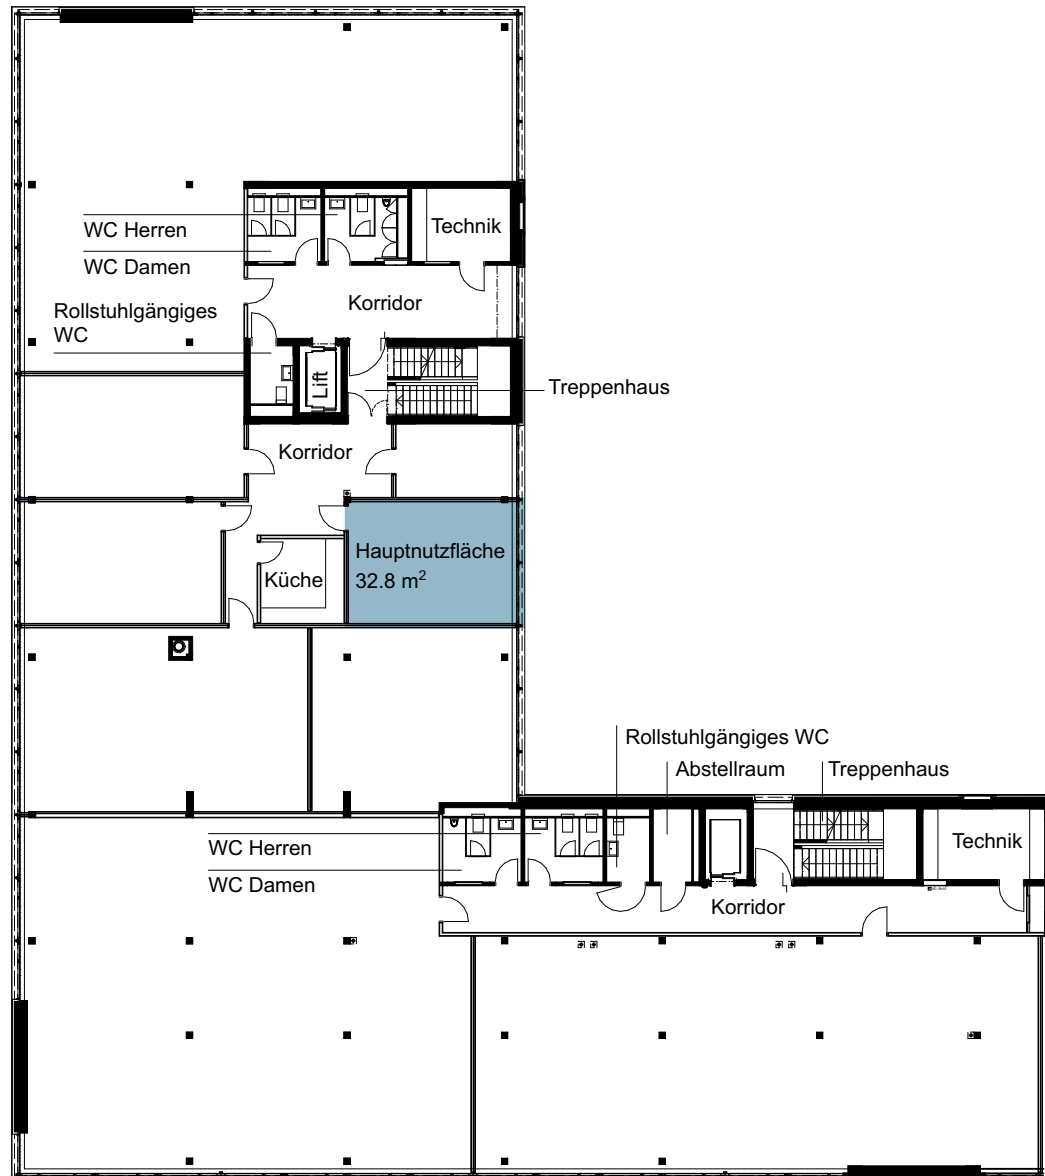 WC Herren
Technik
WC Damen
Korridor
Rollstuhlgängiges
WC
Lift
Treppenhaus
Korridor
Hauptnutzfläche
32.8 m²
Küche
Rollstuhlgängiges WC
Abstellraum
Treppenhaus
WC Herren
Technik
WC Damen
Korridor